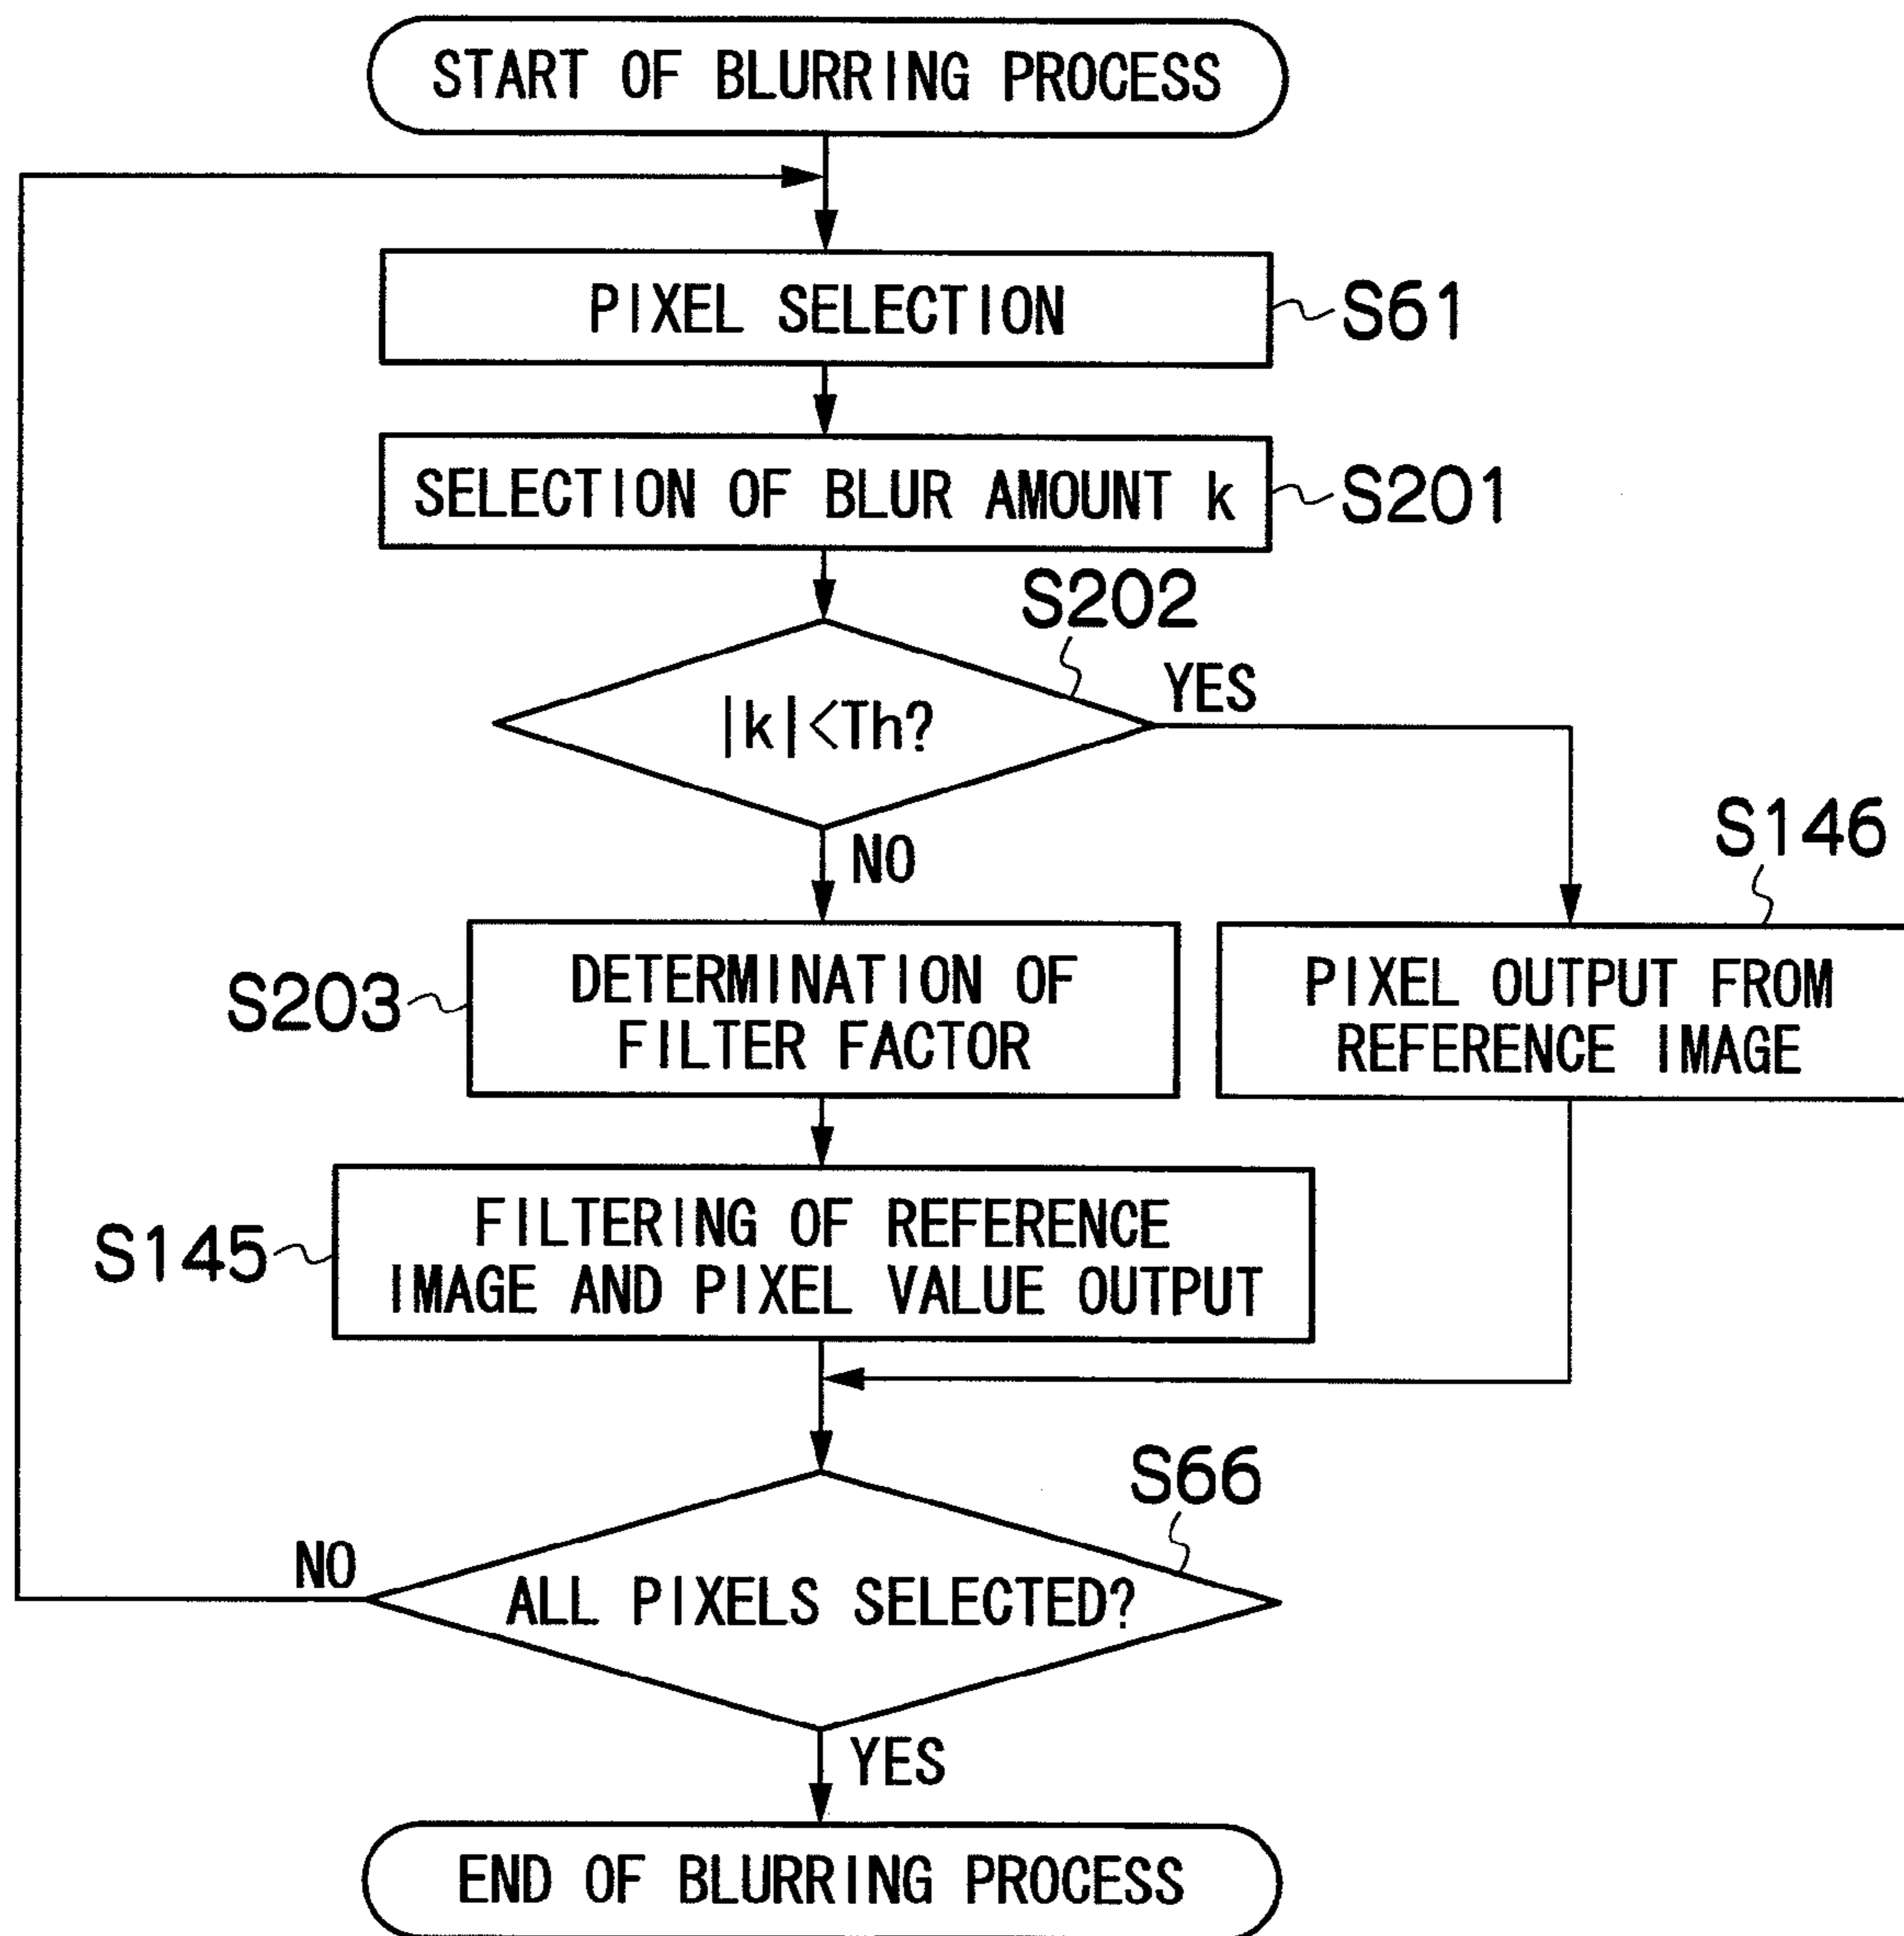 START OF BLURRING PROCESS
PIXEL SELECTION
S61
SELECTION OF BLUR AMOUNT k
S201
S202
|k|<Th?
YES
NO
S146
S203
DETERMINATION OF
FILTER FACTOR
PIXEL OUTPUT FROM
REFERENCE IMAGE
S145
FILTERING OF REFERENCE
IMAGE AND PIXEL VALUE OUTPUT
S66
NO
ALL PIXELS SELECTED?
YES
END OF BLURRING PROCESS